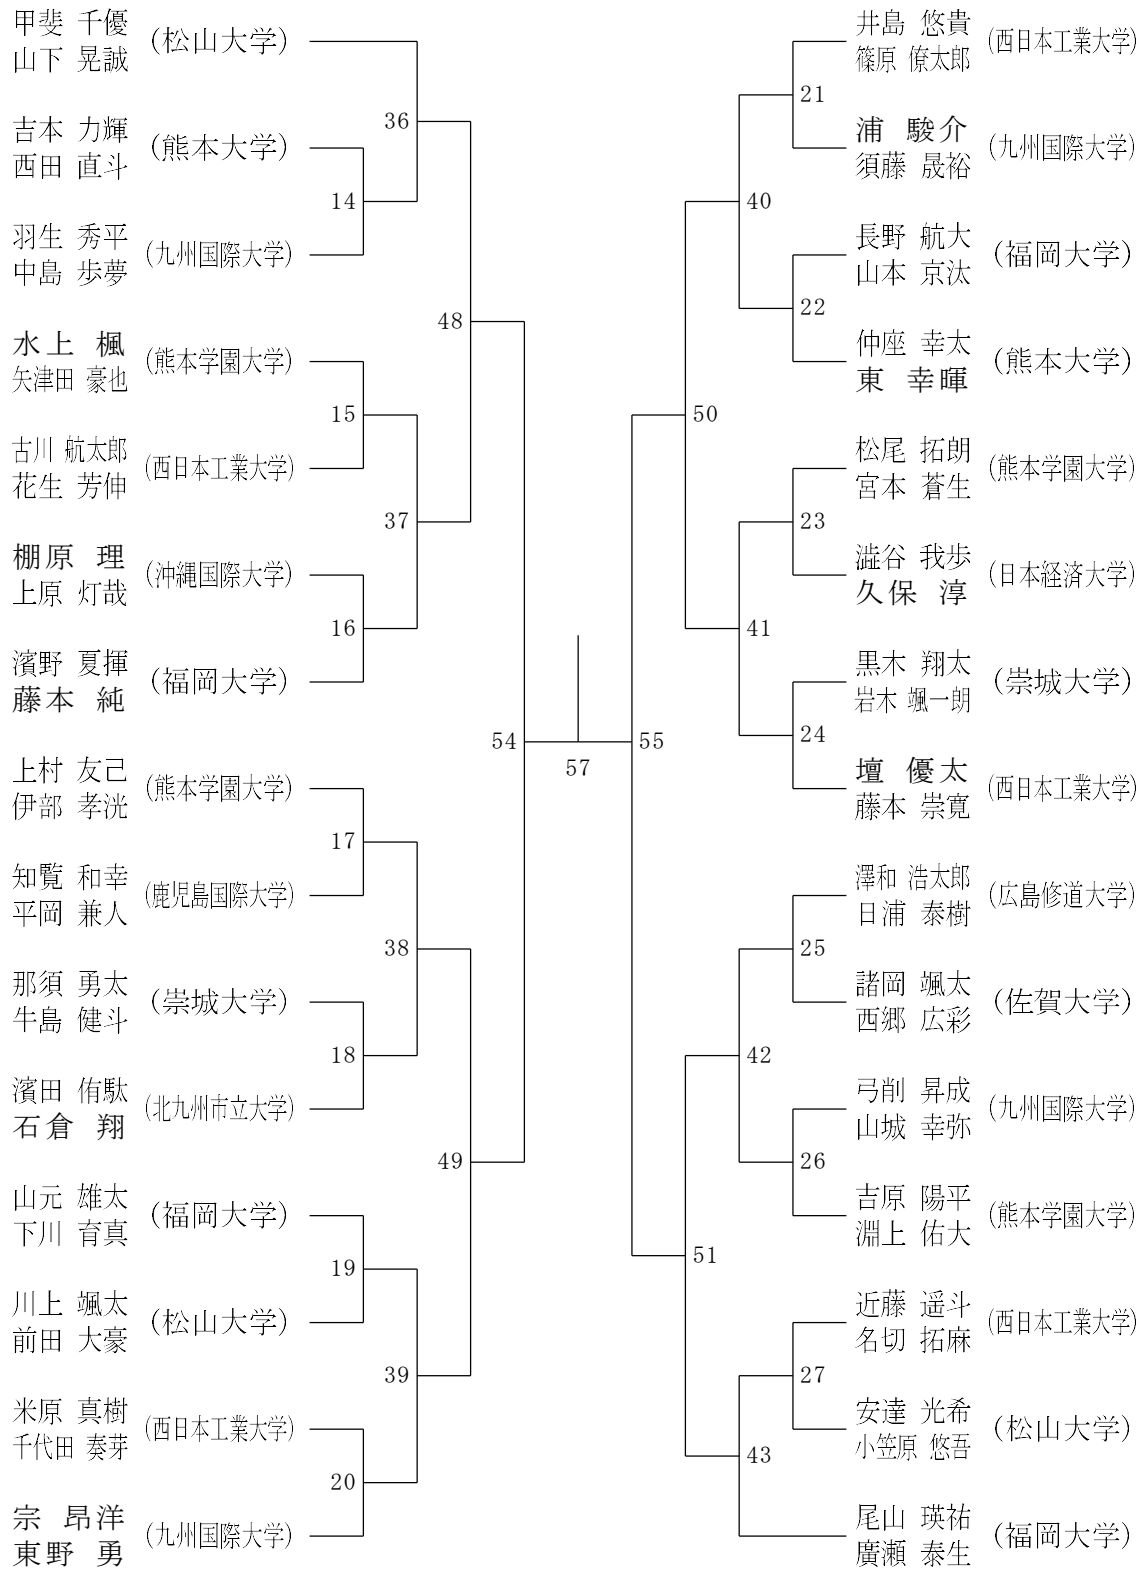 甲斐 千優
山下 晃誠
(松山大学)
吉本 力輝
西田 直斗
(熊本大学)
羽生 秀平
中島 歩夢
(九州国際大学)
水上 楓
矢津田 豪也
(熊本学園大学)
古川 航太郎
花生 芳伸
(西日本工業大学)
棚原 理
上原 灯哉
(沖縄国際大学)
濱野 夏揮
藤本 純
(福岡大学)
上村 友己
伊部 孝洸
(熊本学園大学)
知覧 和幸
平岡 兼人
(鹿児島国際大学)
那須 勇太
牛島 健斗
(崇城大学)
濱田 侑駄
石倉 翔
(北九州市立大学)
山元 雄太
下川 育真
(福岡大学)
川上 颯太
前田 大豪
(松山大学)
米原 真樹
千代田 奏芽
(西日本工業大学)
宗 昂洋
東野 勇
(九州国際大学)
36
14
48
15
37
16
54
17
38
18
49
19
39
20
57
55
21
40
22
50
23
41
24
25
42
26
51
27
43
井島 悠貴
篠原 僚太郎
(西日本工業大学)
浦 駿介
須藤 晟裕
(九州国際大学)
長野 航大
山本 京汰
(福岡大学)
仲座 幸太
東 幸暉
(熊本大学)
松尾 拓朗
宮本 蒼生
(熊本学園大学)
澁谷 我歩
久保 淳
(日本経済大学)
黒木 翔太
岩木 颯一朗
(崇城大学)
壇 優太
藤本 崇寛
(西日本工業大学)
澤和 浩太郎
日浦 泰樹
(広島修道大学)
諸岡 颯太
西郷 広彩
(佐賀大学)
弓削 昇成
山城 幸弥
(九州国際大学)
吉原 陽平
淵上 佑大
(熊本学園大学)
近藤 遥斗
名切 拓麻
(西日本工業大学)
安達 光希
小笠原 悠吾
(松山大学)
尾山 瑛祐
廣瀬 泰生
(福岡大学)